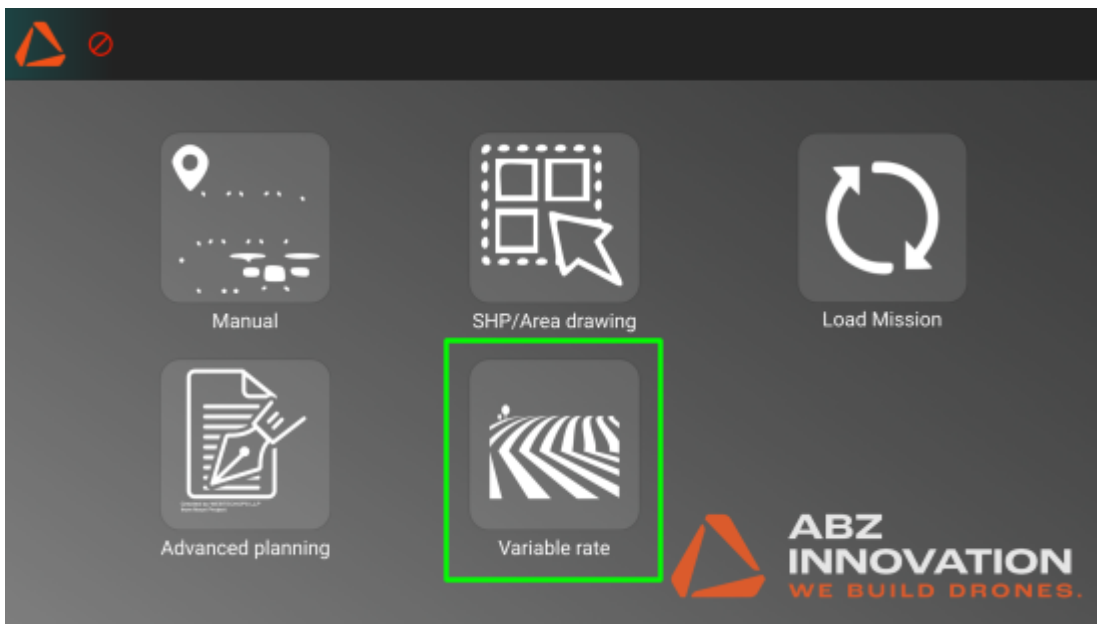 Manual
SHP/Area drawing
Load Mission
Advanced planning
Variable rate
ABZ
INNOVATION
WE BUILD DRONES.